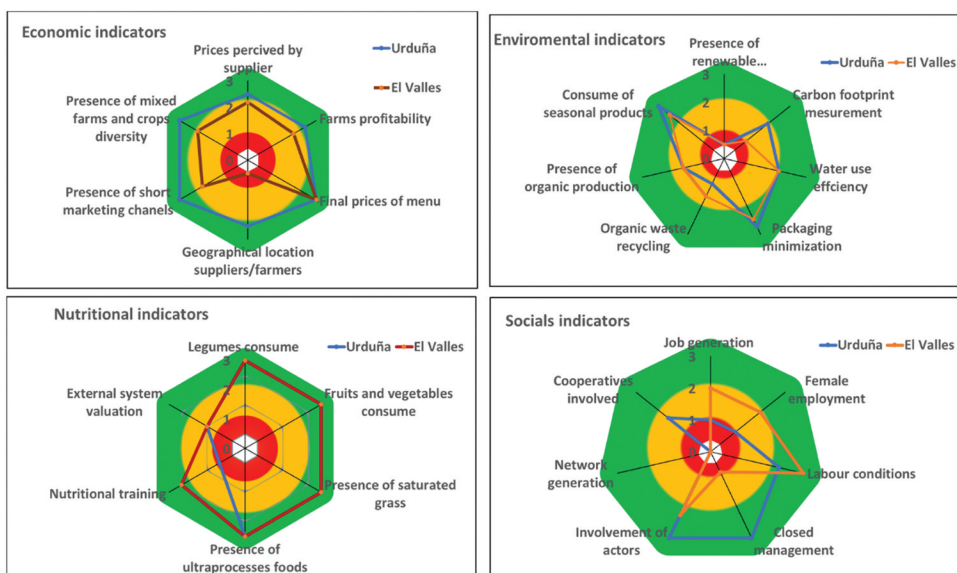 Economic indicators
Prices percived by
supplier
Urduña
El Valles
3
2
1
0
Presence of mixed
farms and crops
diversity
Farms profitability
Presence of short
marketing chanels
Final prices of menu
Geographical location
suppliers/farmers
Enviromental indicators
Presence of
renewable...
Urduña
El Valles
3
2
1
0
Consume of
seasonal products
Carbon footprint
mesurement
Presence of
organic production
Water use
effciency
Organic waste
recycling
Packaging
minimization
Nutritional indicators
Legumes consume
Urduña
El Valles
3
2
1
0
External system
valuation
Fruits and vegetables
consume
Nutritional training
Presence of saturated
grass
Presence of
ultraprocesses foods
Socials indicators
Job generation
Urduña
El Valles
3
2
1
0
Cooperatives
involved
Female
employment
Network
generation
Labour conditions
Involvement of
actors
Closed
management